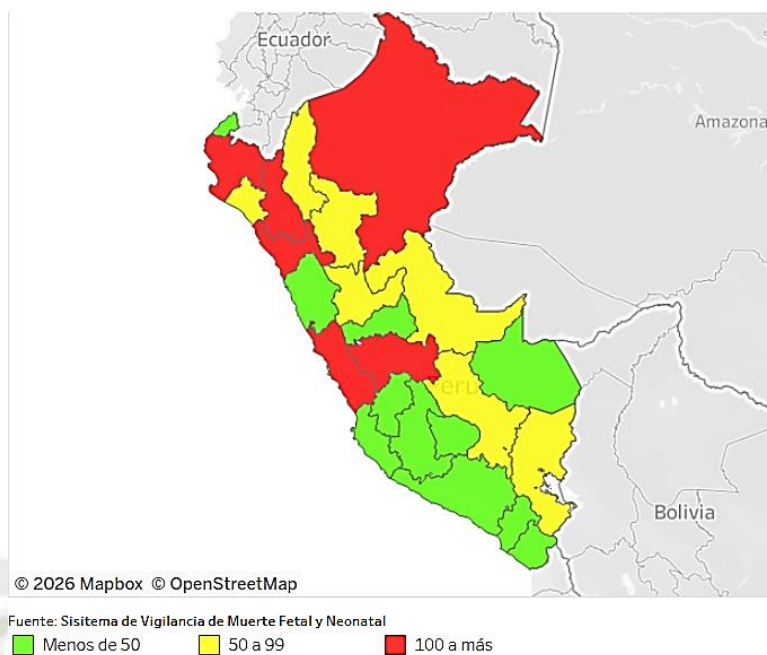 Ecuador
Amazona
Peru
Bolivia
© 2026 Mapbox © OpenStreetMap
Fuente: Sisitema de Vigilancia de Muerte Fetal y Neonatal
Menos de 50 50 a 99 100 a más